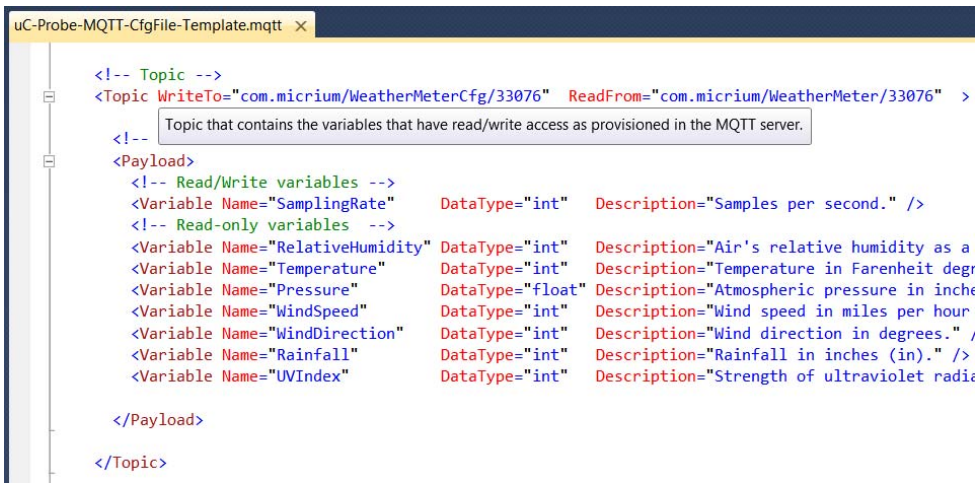 uC-Probe-MQTT-CfgFile-Template.mqtt ×
<!-- Topic -->
<Topic WriteTo="com.micrium/WeatherMeterCfg/33076" ReadFrom="com.micrium/WeatherMeter/33076" >
Topic that contains the variables that have read/write access as provisioned in the MQTT server.
<!--
<Payload>
<!-- Read/Write variables -->
<Variable Name="SamplingRate" DataType="int" Description="Samples per second." />
<!-- Read-only variables -->
<Variable Name="RelativeHumidity" DataType="int" Description="Air's relative humidity as a
<Variable Name="Temperature" DataType="int" Description="Temperature in Farenheit degr
<Variable Name="Pressure" DataType="float" Description="Atmospheric pressure in inche
<Variable Name="WindSpeed" DataType="int" Description="Wind speed in miles per hour
<Variable Name="WindDirection" DataType="int" Description="Wind direction in degrees." /
<Variable Name="Rainfall" DataType="int" Description="Rainfall in inches (in)." />
<Variable Name="UVIndex" DataType="int" Description="Strength of ultraviolet radia
</Payload>
</Topic>